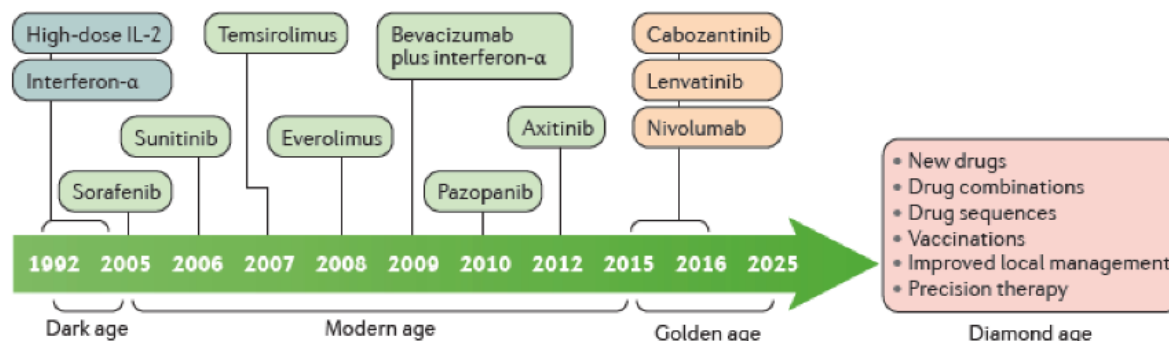 High-dose IL-2
Interferon-α
Temsirolimus
Bevacizumab
plus interferon-α
Cabozantinib
Lenvatinib
Nivolumab
Sunitinib
Everolimus
Axitinib
Sorafenib
Pazopanib
1992 2005 2006 2007 2008 2009 2010 2012 2015 2016 2025
Dark age
Modern age
Golden age
• New drugs
• Drug combinations
• Drug sequences
• Vaccinations
• Improved local management
• Precision therapy
Diamond age